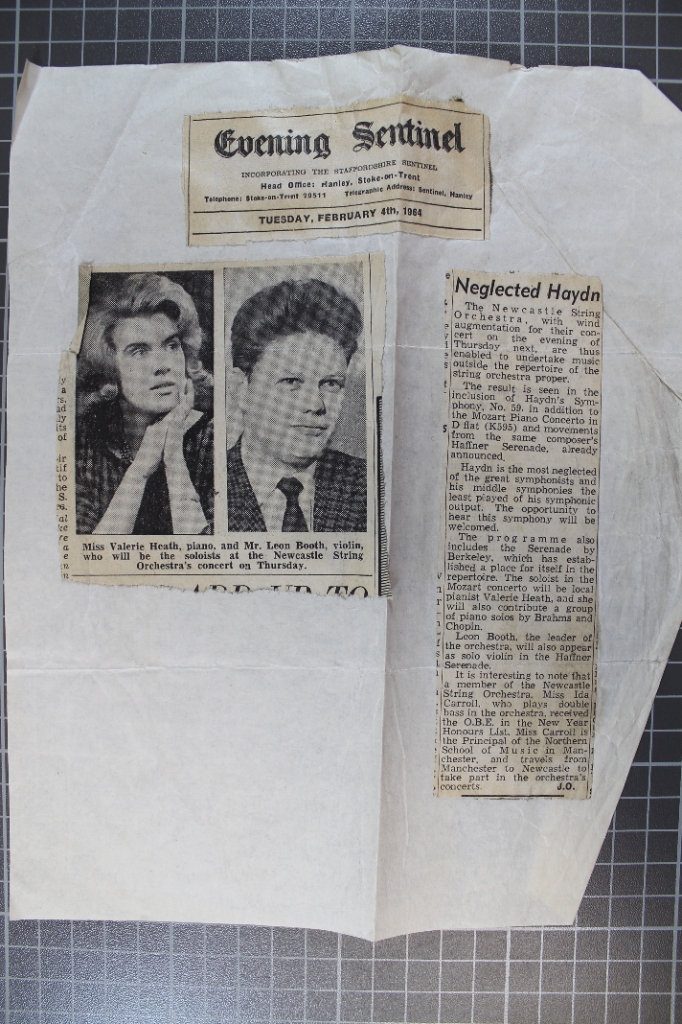 Evening Sentinel
INCORPORATING THE STAFFORDSHIRE SENTINEL
Head Office: Hanley, Stoke-on-Trent
Telephone: Stoke-on-Trent 29511 Telegraphic Address: Sentinel, Hanley
TUESDAY, FEBRUARY 4th, 1964
Miss Valerie Heath, piano, and Mr. Leon Booth, violin,
who will be the soloists at the Newcastle String
Orchestra's concert on Thursday.
Neglected Haydn
The Newcastle String
Orchestra, with wind
augmentation for their con-
cert on the evening of
Thursday next, are thus
enabled to undertake music
outside the repertoire of the
string orchestra proper.
The result is seen in the
inclusion of Haydn's Sym-
phony, No. 59, in addition to
the Mozart Piano Concerto in
D flat (K595) and movements
from the same composer's
Haffner Serenade, already
announced.
Haydn is the most neglected
of the great symphonists and
his middle symphonies the
least played of his symphonic
output. The opportunity to
hear this symphony will be
welcomed.
The programme also
includes the Serenade by
Berkeley, which has estab-
lished a place for itself in the
repertoire. The soloist in the
Mozart concerto will be local
pianist Valerie Heath, and she
will also contribute a group
of piano solos by Brahms and
Chopin.
Leon Booth, the leader of
the orchestra, will also appear
as solo violin in the Haffner
Serenade.
It is interesting to note that
a member of the Newcastle
String Orchestra, Miss Ida
Carroll, who plays double
bass in the orchestra, received
the O.B.E. in the New Year
Honours List. Miss Carroll is
the Principal of the Northern
School of Music in Man-
chester, and travels from
Manchester to Newcastle to
take part in the orchestra's
concerts. J.O.